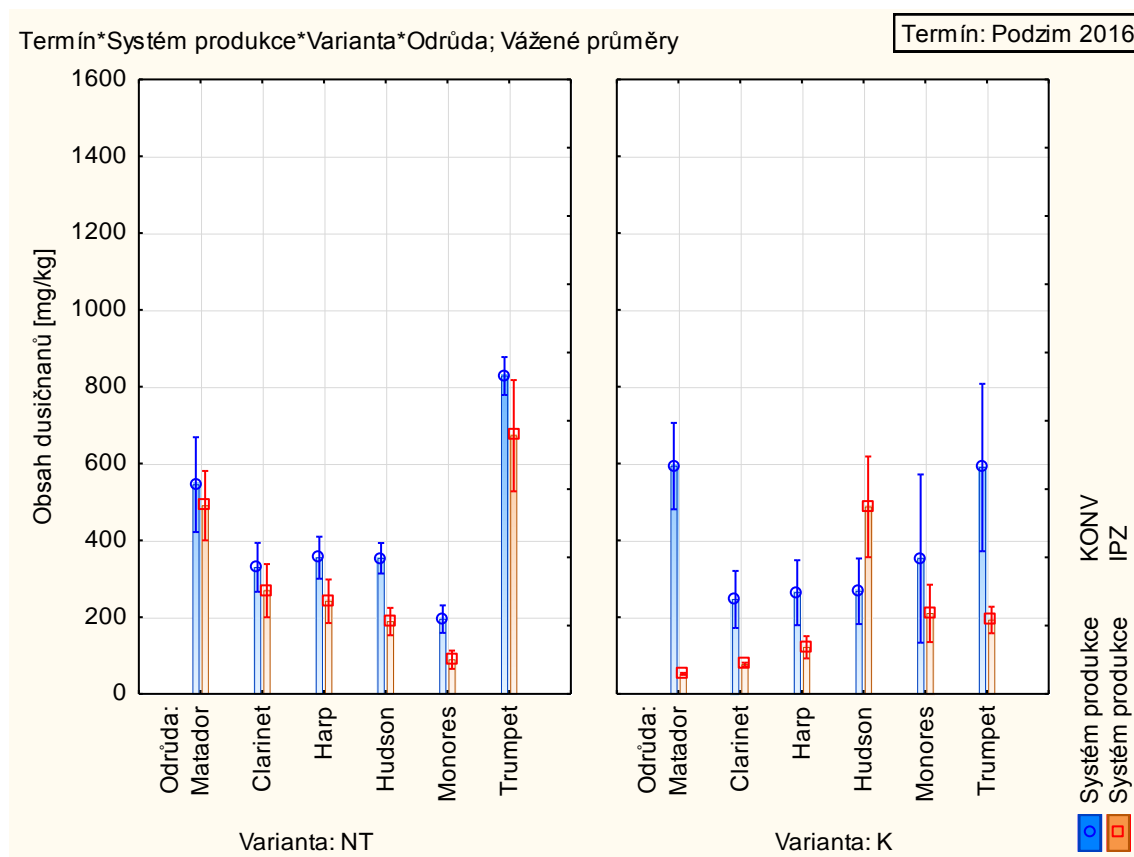 Termín*Systém produkce*Varianta*Odrůda; Vážené průměry
Termín: Podzim 2016
Obsah dusičnanů [mg/kg]
1600
1400
1200
1000
800
600
400
200
0
Odrůda:
Matador
Clarinet
Harp
Hudson
Monores
Trumpet
Varianta: NT
Odrůda:
Matador
Clarinet
Harp
Hudson
Monores
Trumpet
Varianta: K
Systém produkce KONV
Systém produkce IPZ